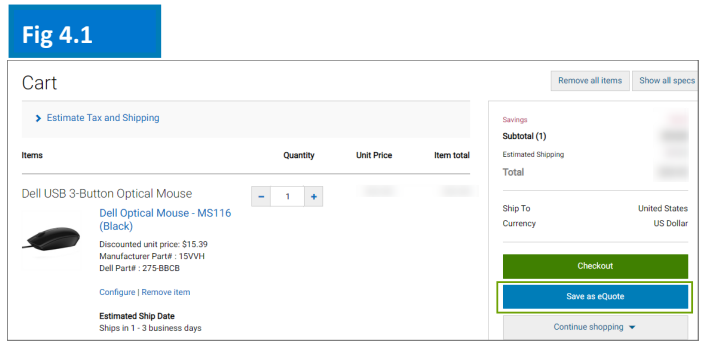 Fig 4.1
Cart
Remove all items
Show all specs
Estimate Tax and Shipping
Items
Quantity
Unit Price
Item total
Dell USB 3-Button Optical Mouse
- 1 +
Dell Optical Mouse - MS116
(Black)
Discounted unit price: $15.39
Manufacturer Part# : 15VVH
Dell Part# : 275-BBCB
Configure | Remove item
Estimated Ship Date
Ships in 1 - 3 business days
Savings
Subtotal (1)
Estimated Shipping
Total
Ship To United States
Currency US Dollar
Checkout
Save as eQuote
Continue shopping